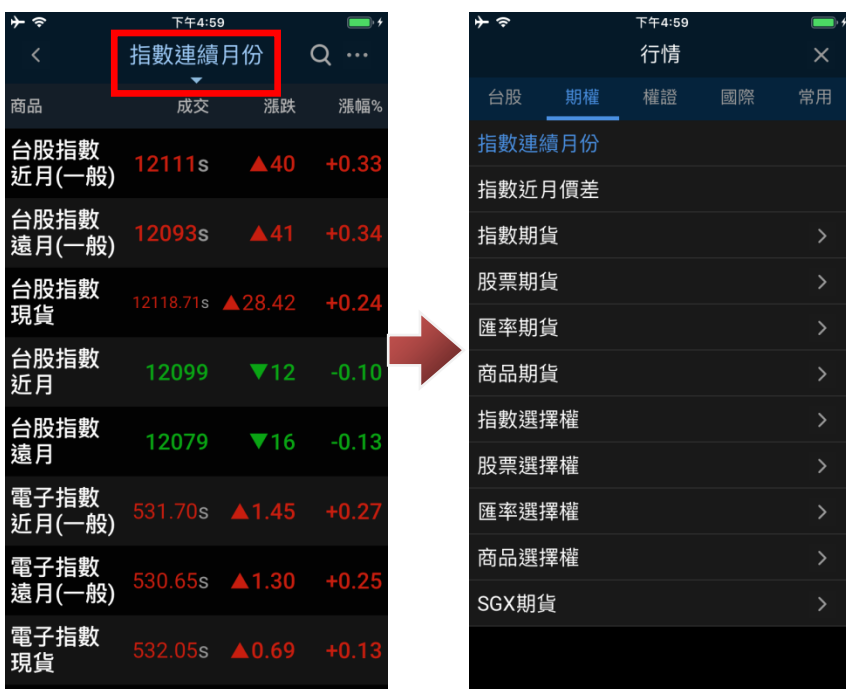 下午4:59
指數連續月份
商品 成交 漲跌 漲幅%
台股指數
近月(一般) 12111s ▲40 +0.33
台股指數
遠月(一般) 12093s ▲41 +0.34
台股指數
現貨 12118.71s ▲28.42 +0.24
台股指數
近月 12099 ▼12 -0.10
台股指數
遠月 12079 ▼16 -0.13
電子指數
近月(一般) 531.70s ▲1.45 +0.27
電子指數
遠月(一般) 530.65s ▲1.30 +0.25
電子指數
現貨 532.05s ▲0.69 +0.13
下午4:59
行情
台股 期權 權證 國際 常用
指數連續月份
指數近月價差
指數期貨
股票期貨
匯率期貨
商品期貨
指數選擇權
股票選擇權
匯率選擇權
商品選擇權
SGX期貨